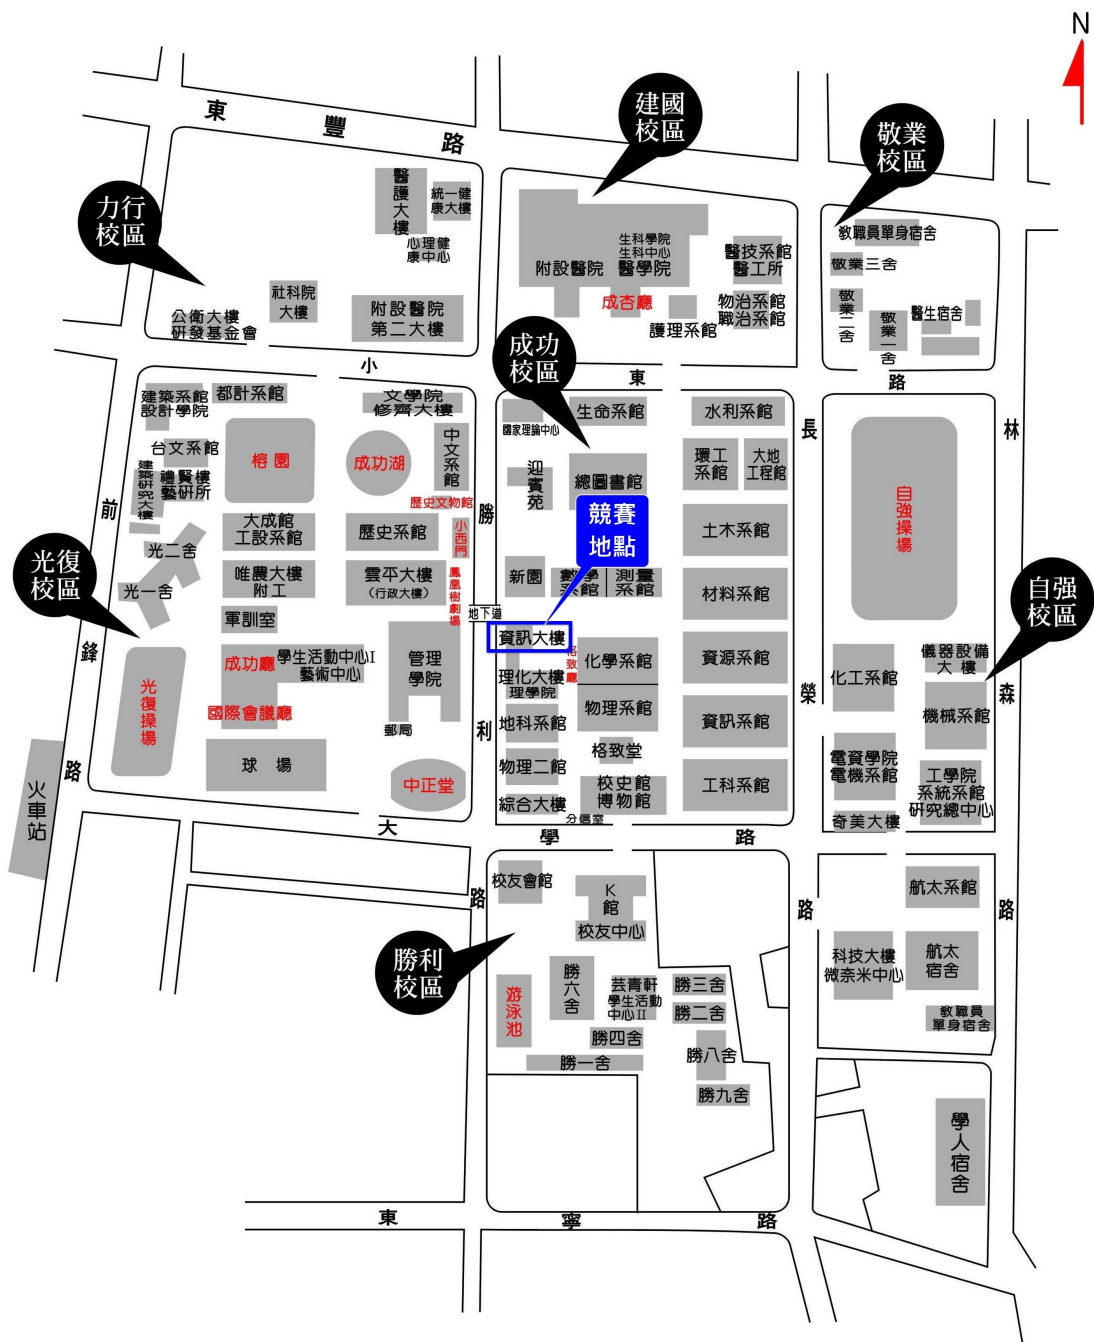 N
東豐路
建國
校區
敬業
校區
力行
校區
醫護大樓
統一健
康大樓
心理健
康中心
社科院
大樓
公衛大樓
研發基金會
附設醫院
第二大樓
生科學院
生科中心
附設醫院
醫學院
成杏廳
護理系館
醫技系館
醫工所
物治系館
職治系館
教職員單身宿舍
敬業三舍
敬業二舍
敬業一舍
醫生宿舍
小東路
成功
校區
建築系館
設計學院
都計系館
文學院
修齊大樓
台文系館
榕園
成功湖
中文系館
建築研究大樓
禮賢樓
藝研所
歷史文物館
大成館
工設系館
歷史系館
小西門
光二舍
光一舍
唯農大樓
附工
雲平大樓
(行政大樓)
鳳凰樹劇場
軍訓室
光復
校區
成功廳
學生活動中心I
藝術中心
管理
學院
國際會議廳
郵局
光復操場
球場
中正堂
火車站
前鋒路
勝利路
地下道
國家理論中心
生命系館
水利系館
迎賓苑
總圖書館
環工
系館
大地
工程館
競賽
地點
土木系館
新園
數學
系館
測量
系館
材料系館
資訊大樓
格致廳
化學系館
資源系館
理化大樓
理學院
地科系館
物理系館
資訊系館
物理二館
格致堂
綜合大樓
校史館
博物館
工科系館
分信室
長榮路
林森路
自強操場
自强
校區
化工系館
儀器設備
大樓
機械系館
電資學院
電機系館
工學院
系統系館
研究總中心
奇美大樓
大學路
校友會館
K
館
校友中心
勝利
校區
游泳池
勝六舍
芸青軒
學生活動
中心II
勝三舍
勝二舍
勝四舍
勝一舍
勝八舍
勝九舍
航太系館
科技大樓
微奈米中心
航太
宿舍
教職員
單身宿舍
學人宿舍
東寧路